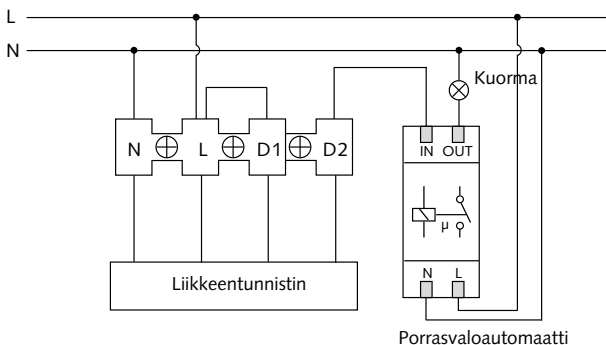 L
N
Kuorma
N L D1 D2
IN OUT
µ
N L
Liikkeentunnistin
Porrasvaloautomaatti